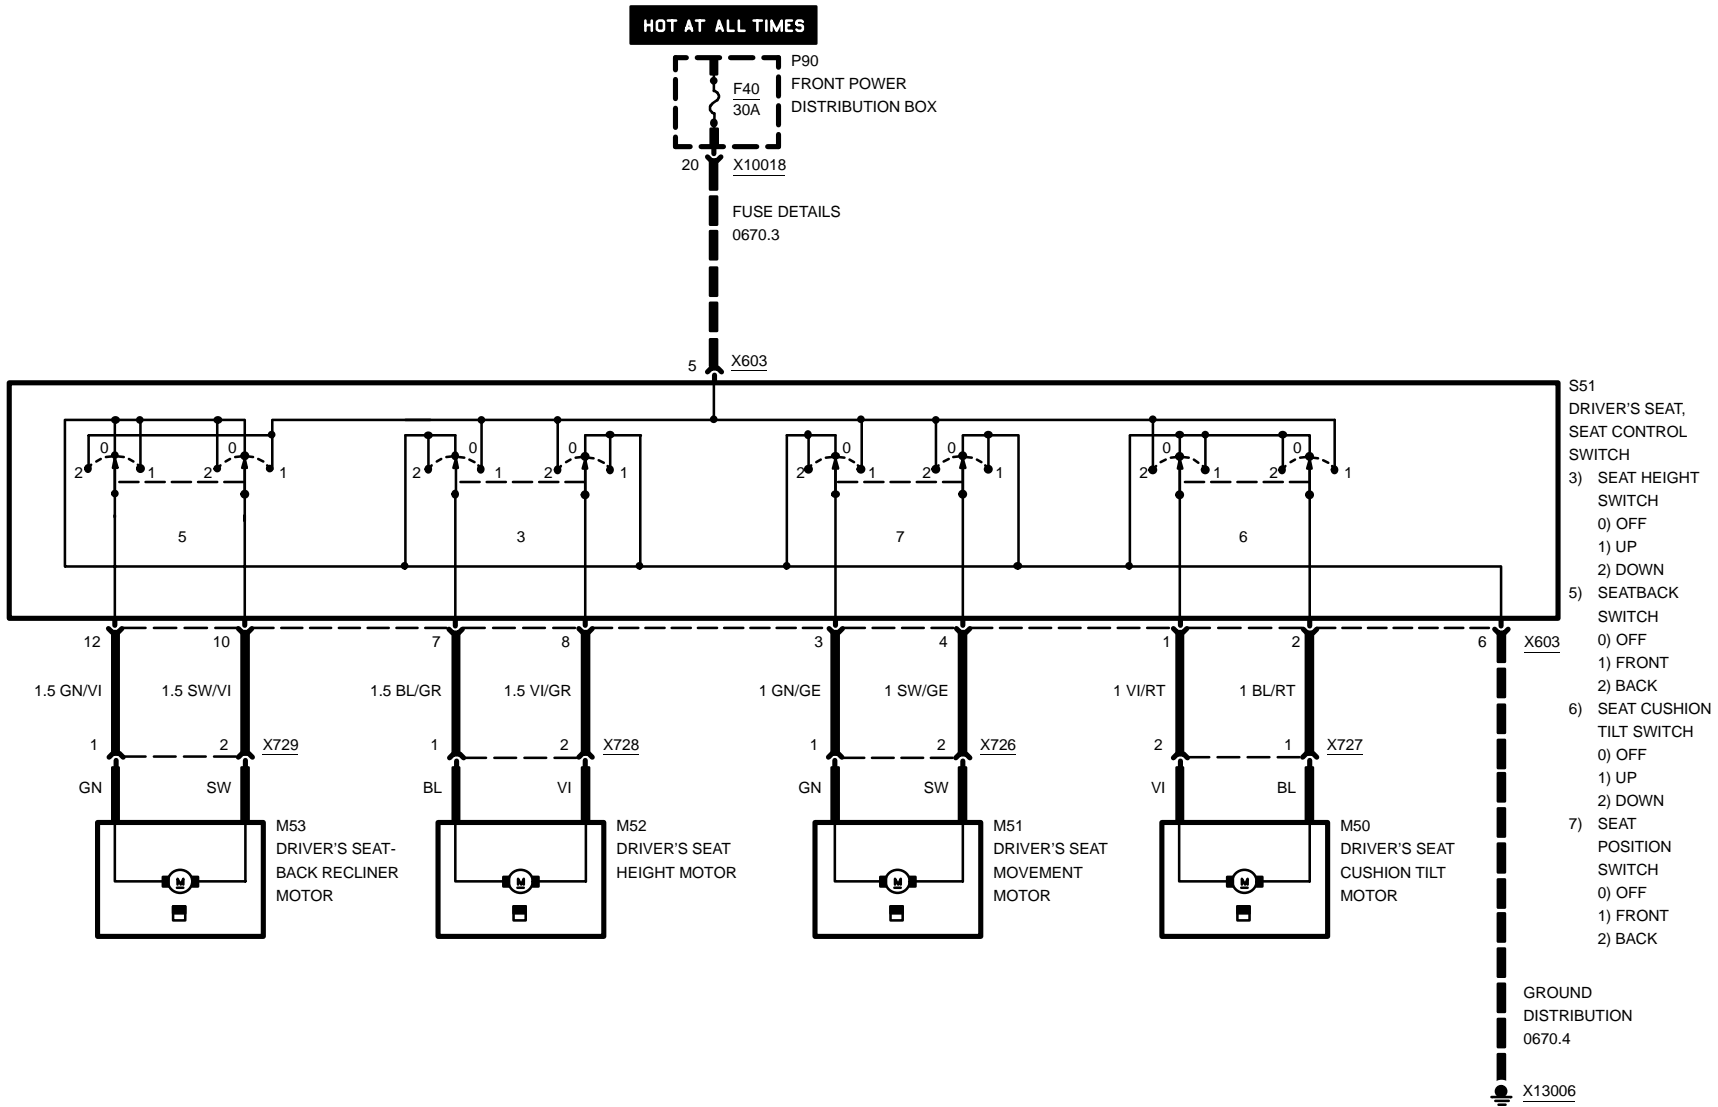 HOT AT ALL TIMES
P90
FRONT POWER
DISTRIBUTION BOX
F40
30A
20
X10018
FUSE DETAILS
0670.3
5
X603
0
2
1
0
2
1
0
2
1
0
2
1
0
2
1
0
2
1
0
2
1
0
2
1
5
3
7
6
S51
DRIVER'S SEAT,
SEAT CONTROL
SWITCH
3) SEAT HEIGHT
SWITCH
0) OFF
1) UP
2) DOWN
5) SEATBACK
SWITCH
0) OFF
1) FRONT
2) BACK
6) SEAT CUSHION
TILT SWITCH
0) OFF
1) UP
2) DOWN
7) SEAT
POSITION
SWITCH
0) OFF
1) FRONT
2) BACK
12
10
7
8
3
4
1
2
6
X603
1.5 GN/VI
1.5 SW/VI
1.5 BL/GR
1.5 VI/GR
1 GN/GE
1 SW/GE
1 VI/RT
1 BL/RT
1
2
X729
1
2
X728
1
2
X726
2
1
X727
GN
SW
BL
VI
GN
SW
VI
BL
M
M53
DRIVER'S SEAT-
BACK RECLINER
MOTOR
M
M52
DRIVER'S SEAT
HEIGHT MOTOR
M
M51
DRIVER'S SEAT
MOVEMENT
MOTOR
M
M50
DRIVER'S SEAT
CUSHION TILT
MOTOR
GROUND
DISTRIBUTION
0670.4
X13006